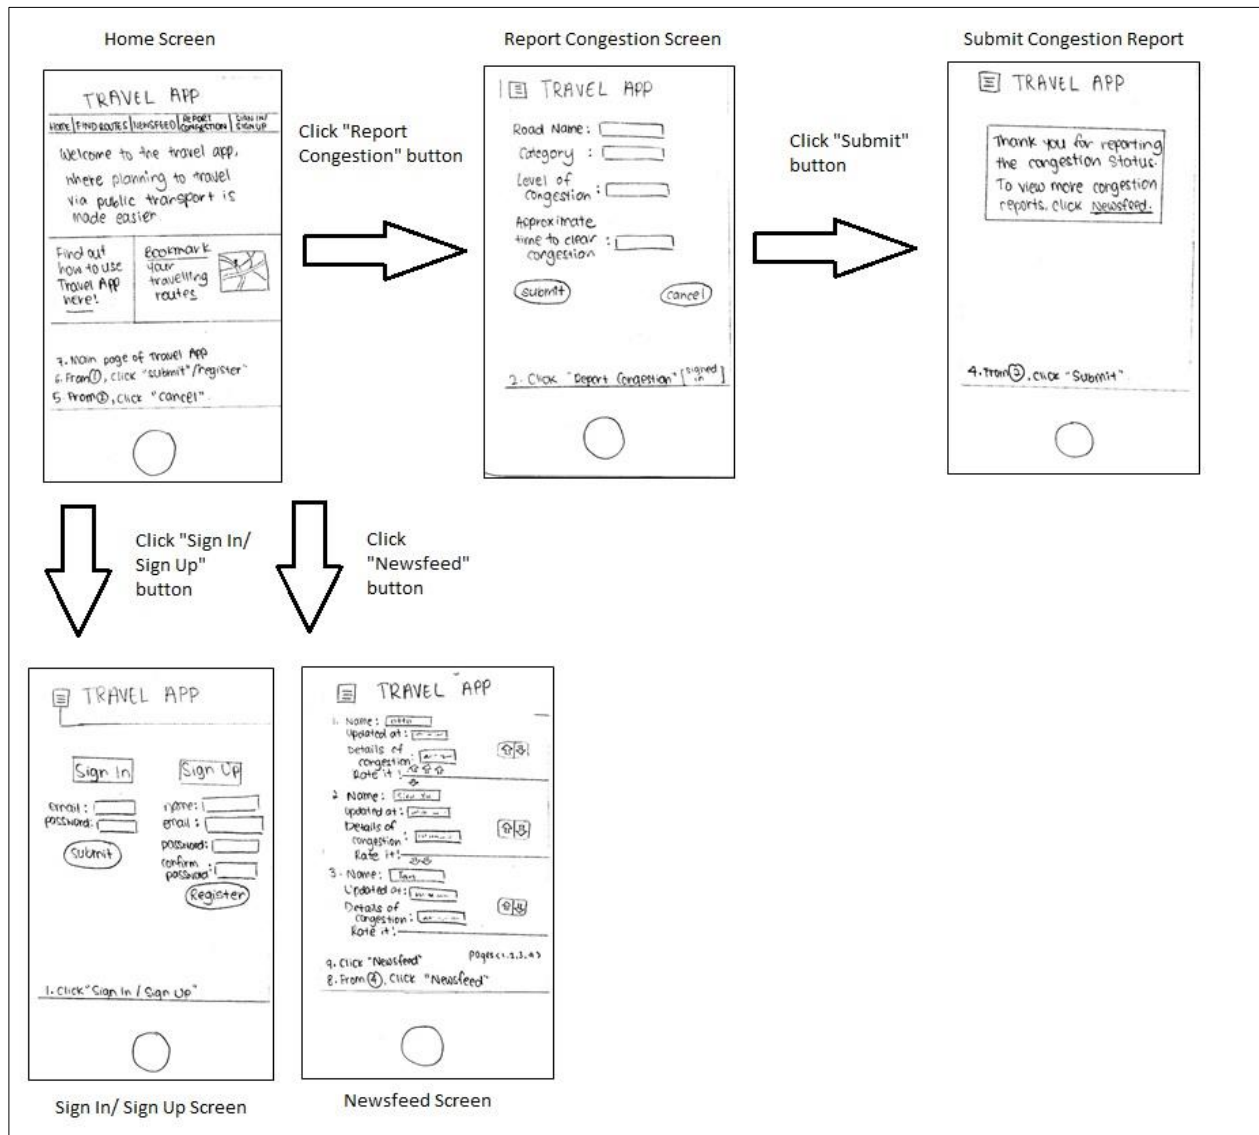 Home Screen
TRAVEL APP
HOME | FIND ROUTES | NEWSFEED | REPORT CONGESTION | SIGN IN/ SIGN UP
Welcome to the travel app,
where planning to travel
via public transport is
made easier.
Find out
how to use
Travel App
here!
Bookmark
your
travelling
routes
7. Main page of Travel App
6. From ①, click "submit"/register"
5. From ②, click "cancel".
Click "Report
Congestion" button
Report Congestion Screen
TRAVEL APP
Road Name:
Category :
Level of
congestion :
Approximate
time to clear :
congestion
submit
cancel
2. Click "Report Congestion" [signed in]
Click "Submit"
button
Submit Congestion Report
TRAVEL APP
Thank you for reporting
the congestion status.
To view more congestion
reports, click Newsfeed.
4. From ②, click "Submit".
Click "Sign In/
Sign Up"
button
Click
"Newsfeed"
button
TRAVEL APP
Sign In
email :
password:
submit
Sign Up
name:
email :
password:
confirm :
password
Register
1. Click "Sign In / Sign Up"
Sign In/ Sign Up Screen
TRAVEL APP
1. Name:
Updated at:
Details of
congestion:
Rate it!
2 Name:
Updated at:
Details of
congestion :
Rate it!
3. Name: Tan
Updated at:
Details of
congestion:
Rate it!
Pages<1,2,3,4>
9. Click "Newsfeed"
8. From ④, Click "Newsfeed"
Newsfeed Screen